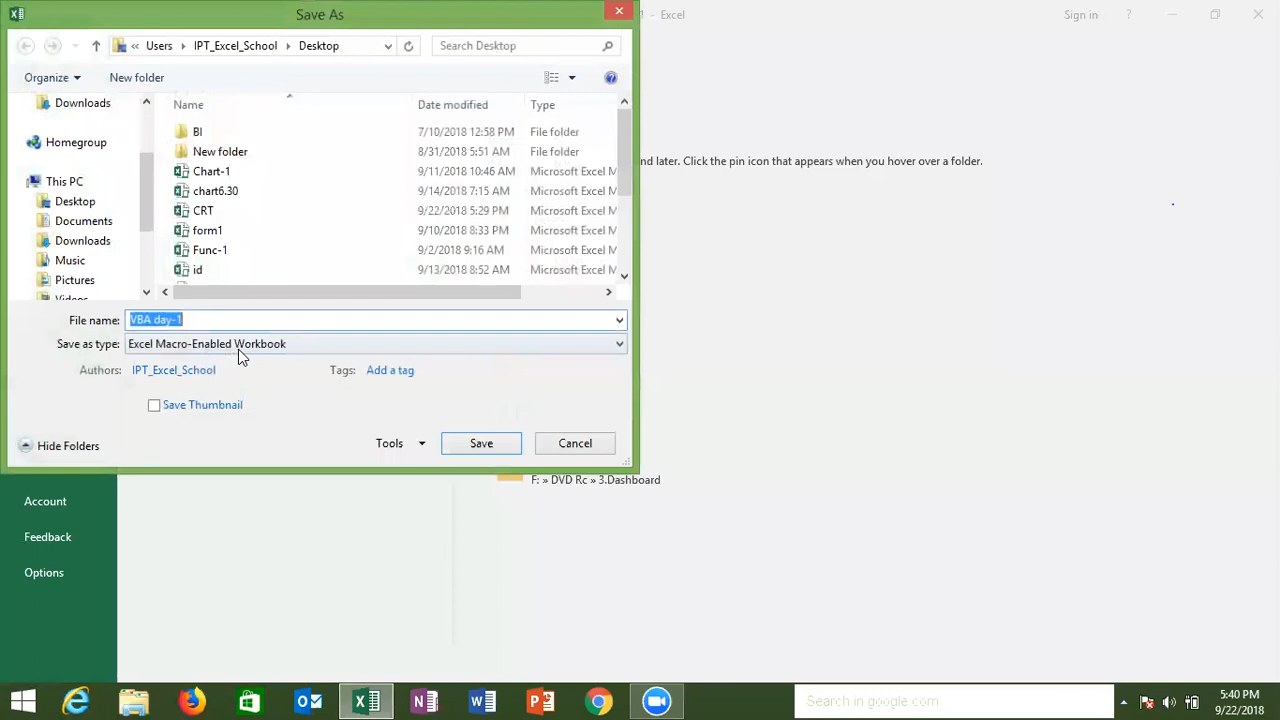 Save As
- Excel
Sign in
?
« Users › IPT_Excel_School › Desktop
Search Desktop
Organize
New folder
Name
Date modified
Type
Downloads
Homegroup
This PC
Desktop
Documents
Downloads
Music
Pictures
Videos
BI 7/10/2018 12:58 PM File folder
New folder 8/31/2018 5:51 AM File folder
Chart-1 9/11/2018 10:46 AM Microsoft Excel M
chart6.30 9/14/2018 7:15 AM Microsoft Excel M
CRT 9/22/2018 5:29 PM Microsoft Excel M
form1 9/10/2018 8:33 PM Microsoft Excel M
Func-1 9/2/2018 9:16 AM Microsoft Excel M
id 9/13/2018 8:52 AM Microsoft Excel M
nd later. Click the pin icon that appears when you hover over a folder.
File name: VBA day-1
Save as type: Excel Macro-Enabled Workbook
Authors: IPT_Excel_School
Tags: Add a tag
Save Thumbnail
Hide Folders
Tools
Save
Cancel
F: » DVD Rc » 3.Dashboard
Account
Feedback
Options
Search in google.com
5:40 PM
9/22/2018